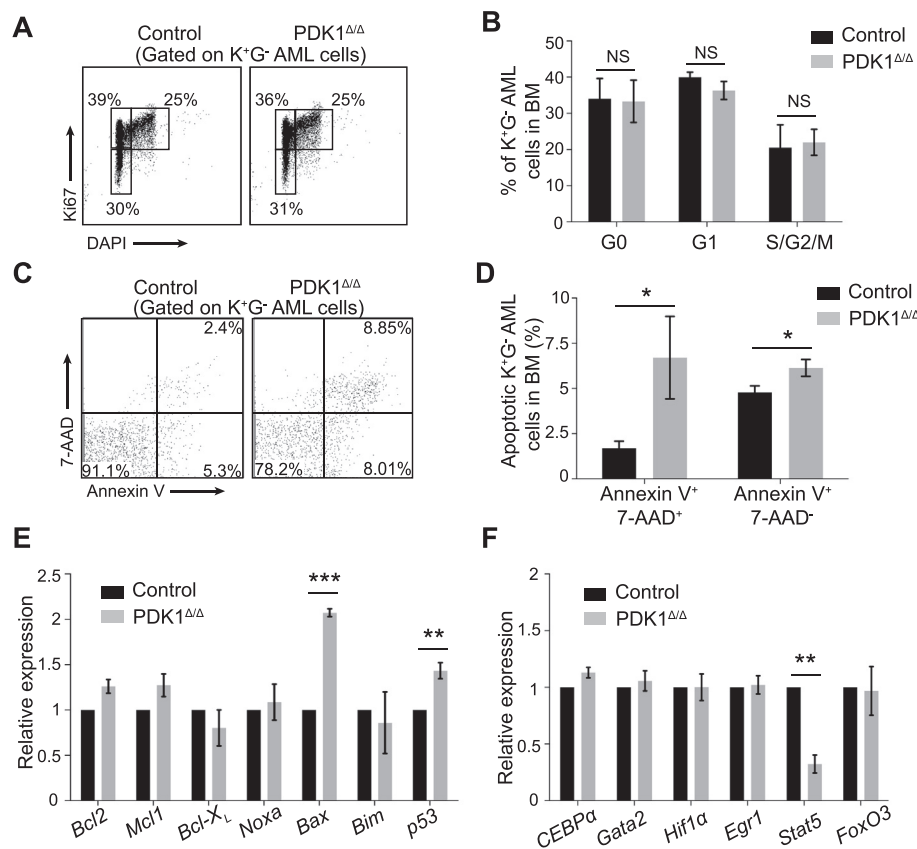 A
Control PDK1Δ/Δ
(Gated on K+G- AML cells)
39% 25% 36% 25%
30% 31%
Ki67
DAPI
B
Control
PDK1Δ/Δ
% of K+G- AML
cells in BM
50
40
30
20
10
0
NS NS NS
G0 G1 S/G2/M
C
Control PDK1Δ/Δ
(Gated on K+G- AML cells)
2.4% 8.85%
91.1% 5.3% 78.2% 8.01%
7-AAD
Annexin V
D
Control
PDK1Δ/Δ
Apoptotic K+G- AML
cells in BM (%)
10
7.5
5
2.5
0
* *
Annexin V+ Annexin V+
7-AAD+ 7-AAD-
E
Control
PDK1Δ/Δ
Relative expression
2.5
2
1.5
1
0.5
0
*** **
Bcl2 Mcl1 Bcl-XL Noxa Bax Bim p53
F
Control
PDK1Δ/Δ
Relative expression
2
1.5
1
0.5
0
**
CEBPα Gata2 Hif1α Egr1 Stat5 FoxO3